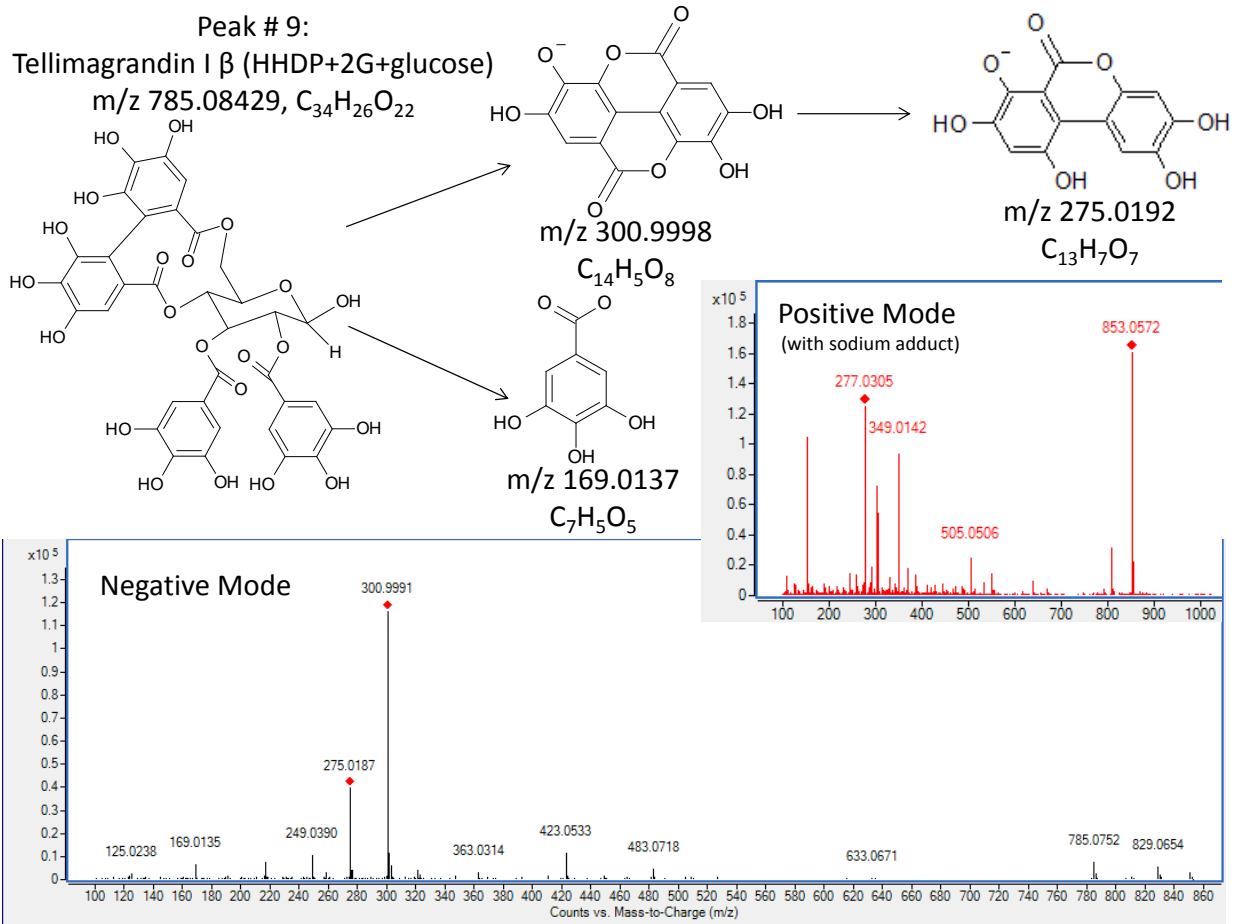 Peak # 9:
Tellimagrandin I β (HHDP+2G+glucose)
m/z 785.08429, C₃₄H₂₆O₂₂
OH
OH
HO
HO
HO
HO
HO
O
O
O
O
O
OH
H
O
O
O
O
HO
HO
OH
OH
HO
OH
O
O⁻
O
HO
OH
OH
O
O
m/z 300.9998
C₁₄H₅O₈
O
O⁻
O
HO
OH
OH
OH
m/z 275.0192
C₁₃H₇O₇
O
O
HO
OH
OH
m/z 169.0137
C₇H₅O₅
x10⁵
Positive Mode
(with sodium adduct)
1.8
1.6
1.4
1.2
1
0.8
0.6
0.4
0.2
0
853.0572
277.0305
349.0142
505.0506
100 200 300 400 500 600 700 800 900 1000
x10⁵
Negative Mode
1.3
1.2
1.1
1
0.9
0.8
0.7
0.6
0.5
0.4
0.3
0.2
0.1
0
300.9991
275.0187
125.0238
169.0135
249.0390
363.0314
423.0533
483.0718
633.0671
785.0752
829.0654
100 120 140 160 180 200 220 240 260 280 300 320 340 360 380 400 420 440 460 480 500 520 540 560 580 600 620 640 660 680 700 720 740 760 780 800 820 840 860
Counts vs. Mass-to-Charge (m/z)